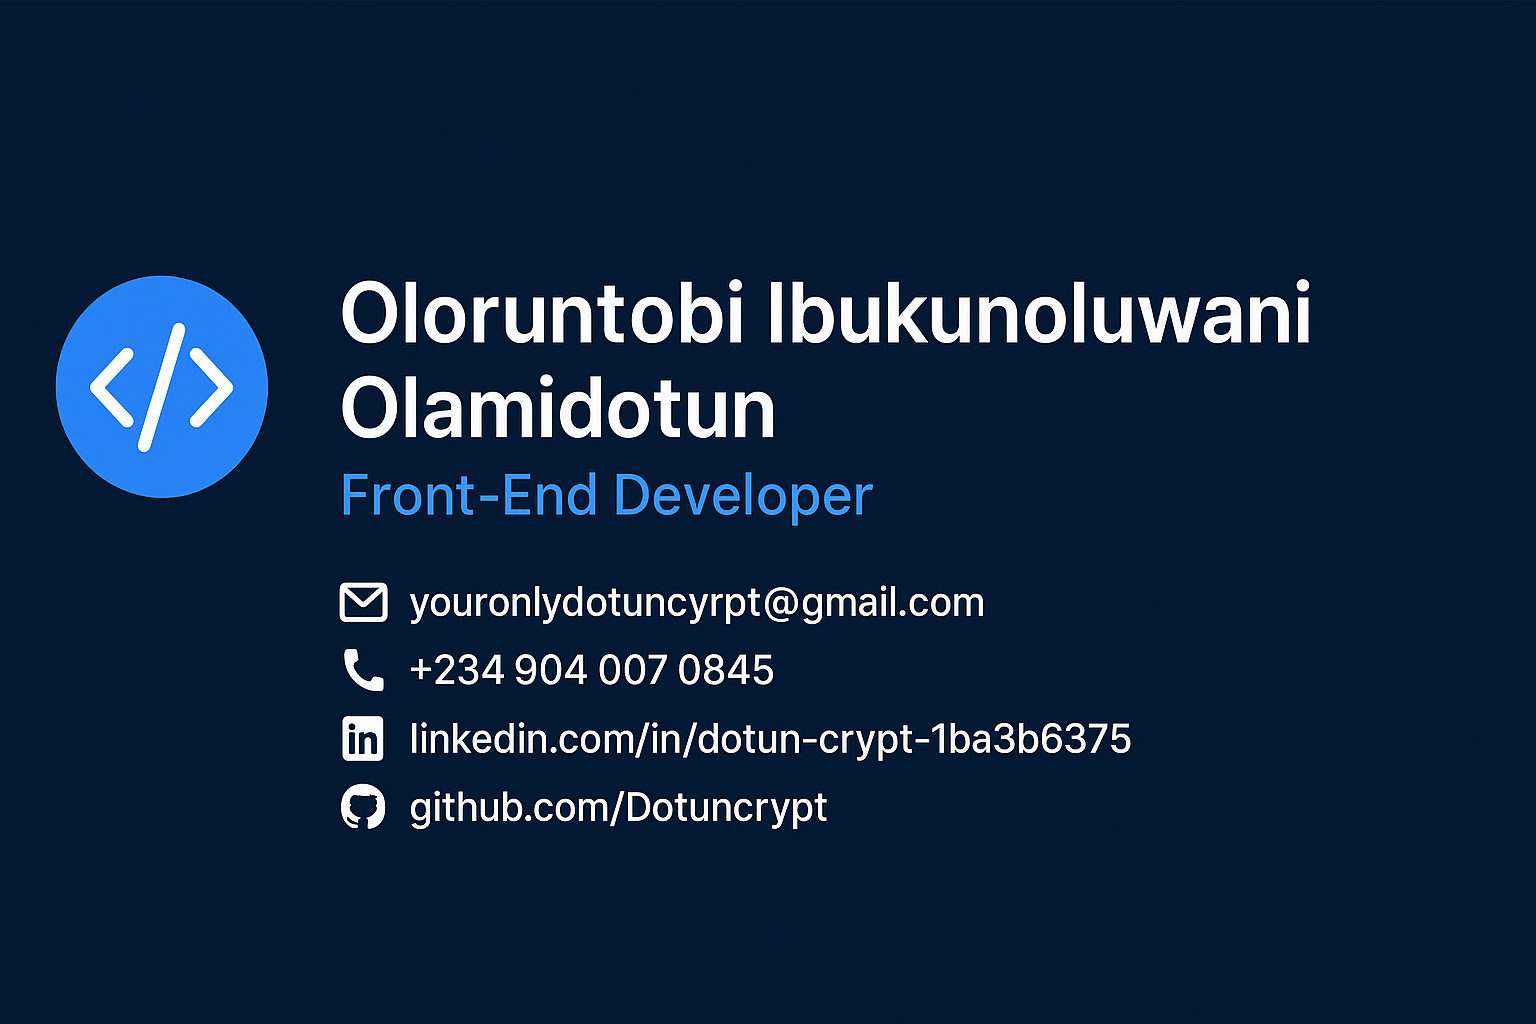 </>
Oloruntobi Ibukunoluwani
Olamidotun
Front-End Developer
youronlydotuncyrpt@gmail.com
+234 904 007 0845
in linkedin.com/in/dotun-crypt-1ba3b6375
github.com/Dotuncrypt